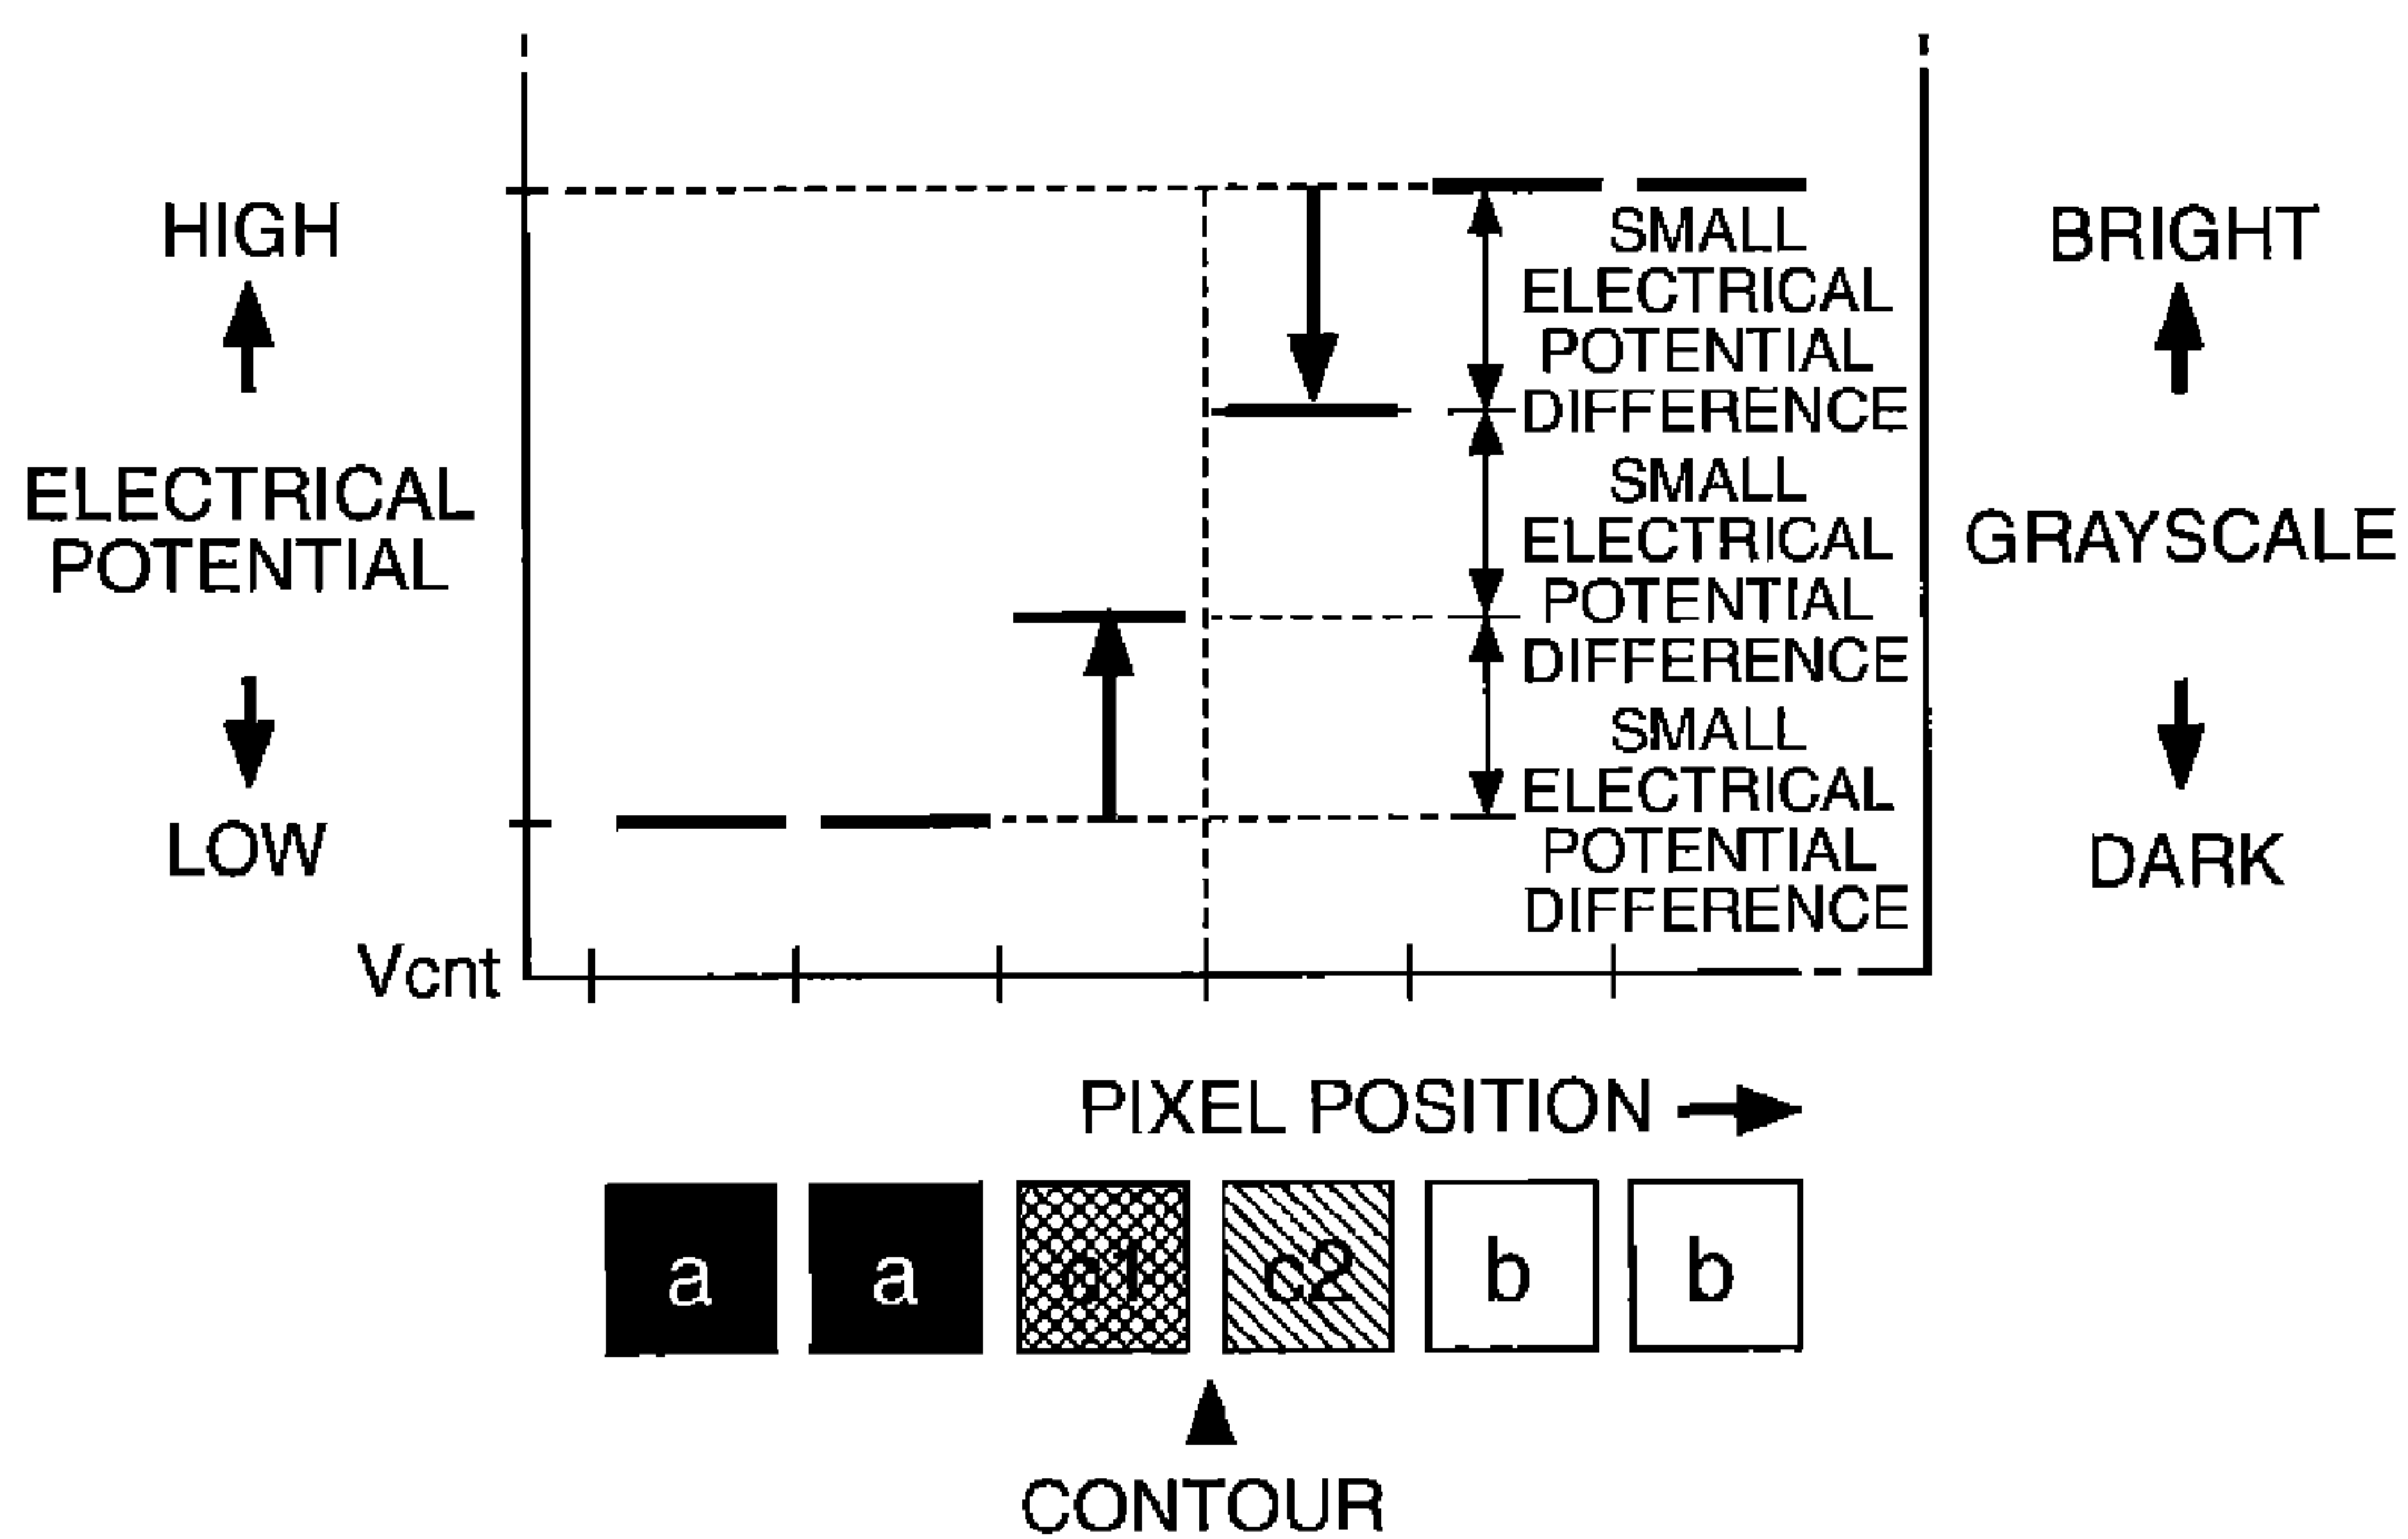 HIGH
ELECTRICAL
POTENTIAL
LOW
Vcnt
SMALL
ELECTRICAL
POTENTIAL
DIFFERENCE
SMALL
ELECTRICAL
POTENTIAL
DIFFERENCE
SMALL
ELECTRICAL
POTENTIAL
DIFFERENCE
BRIGHT
GRAYSCALE
DARK
PIXEL POSITION
a a c1 c2 b b
CONTOUR